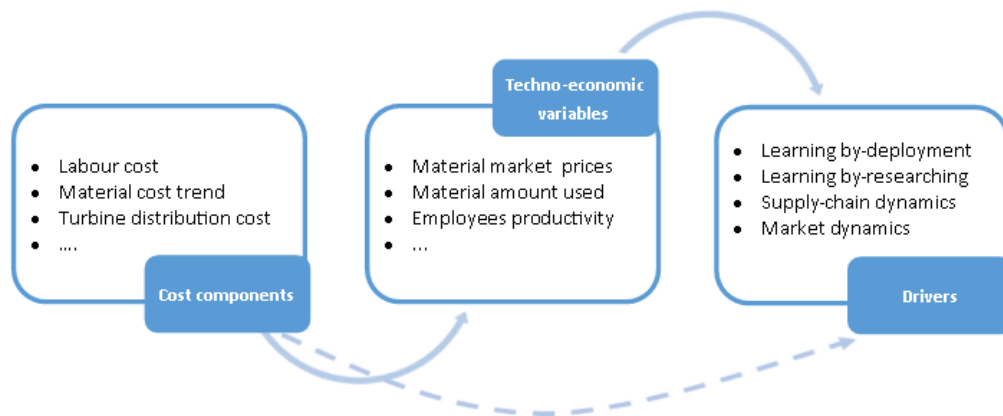 Labour cost
Material cost trend
Turbine distribution cost
....
Cost components
Techno-economic
variables
Material market prices
Material amount used
Employees productivity
...
Learning by-deployment
Learning by-researching
Supply-chain dynamics
Market dynamics
Drivers